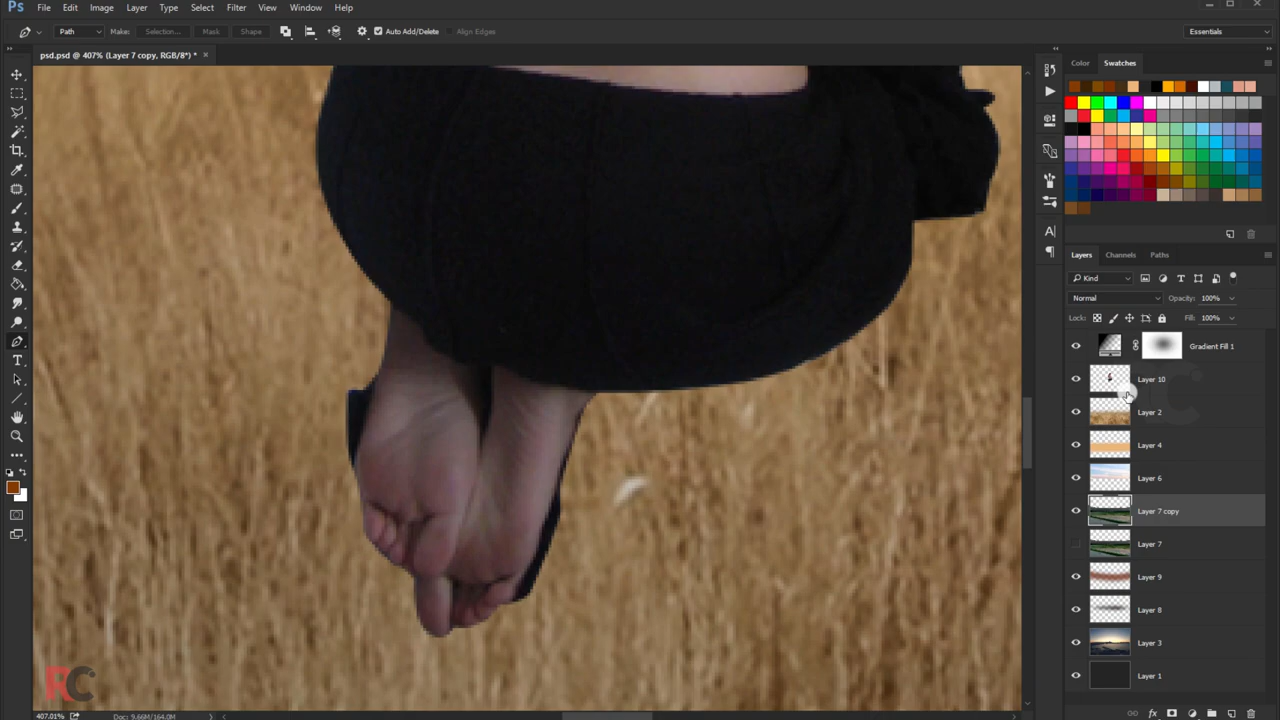 Ps File Edit Image Layer Type Select Filter View Window Help
Path Make: Selection... Mask Shape Auto Add/Delete Align Edges Essentials
psd.psd @ 407% (Layer 7 copy, RGB/8*) * ×
Color Swatches
Layers Channels Paths
Kind
Normal Opacity: 100%
Lock: Fill: 100%
Gradient Fill 1
Layer 10
Layer 2
Layer 4
Layer 6
Layer 7 copy
Layer 7
Layer 9
Layer 8
Layer 3
Layer 1
RC
407.01% Doc: 9.66M/164.0M